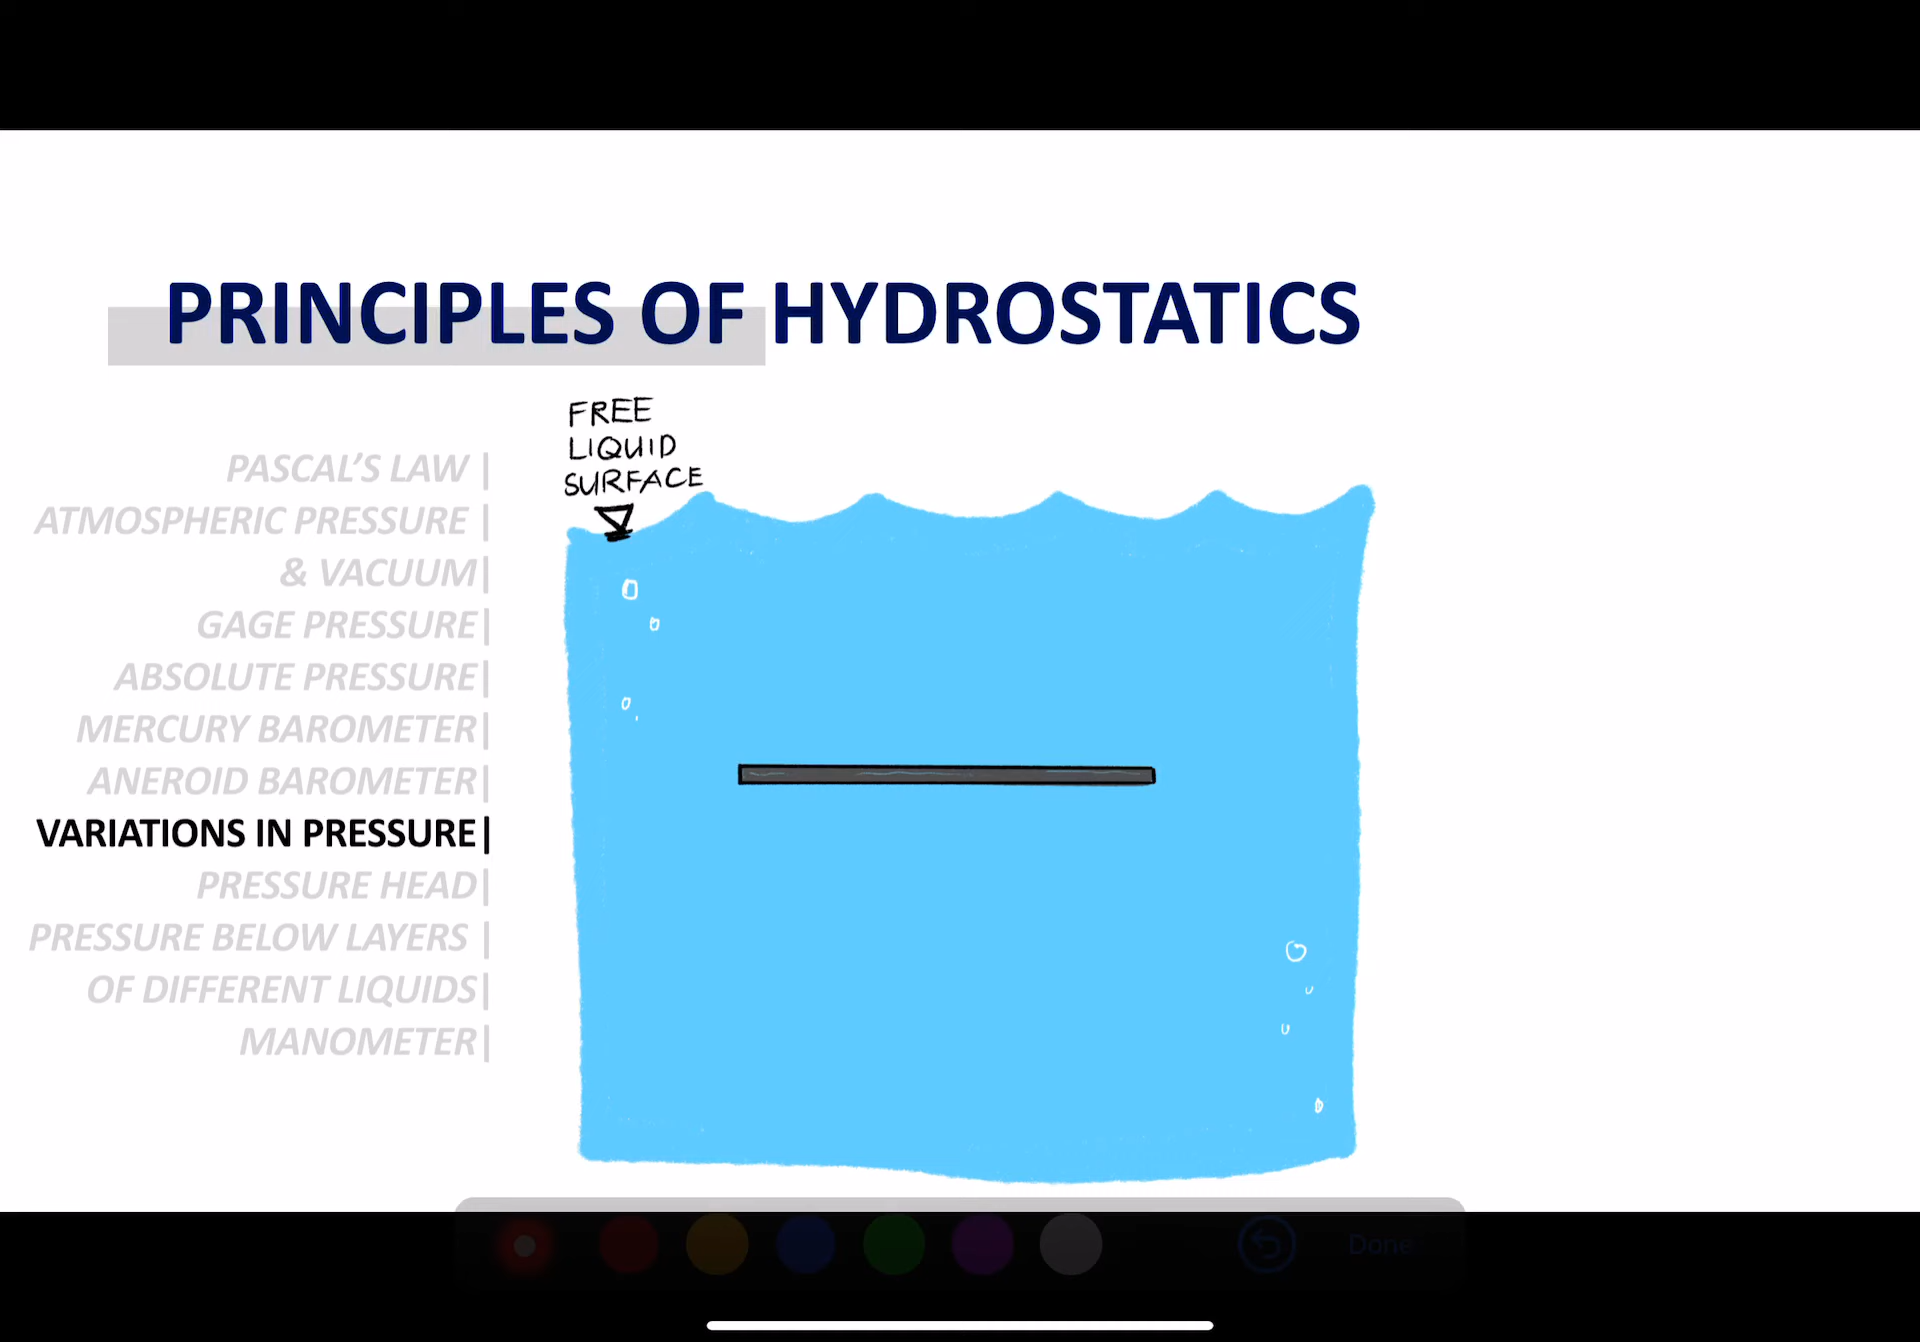 PRINCIPLES OF HYDROSTATICS
FREE
LIQUID
SURFACE
PASCAL'S LAW |
ATMOSPHERIC PRESSURE |
& VACUUM|
GAGE PRESSURE|
ABSOLUTE PRESSURE|
MERCURY BAROMETER|
ANEROID BAROMETER|
VARIATIONS IN PRESSURE|
PRESSURE HEAD|
PRESSURE BELOW LAYERS |
OF DIFFERENT LIQUIDS|
MANOMETER|
Done